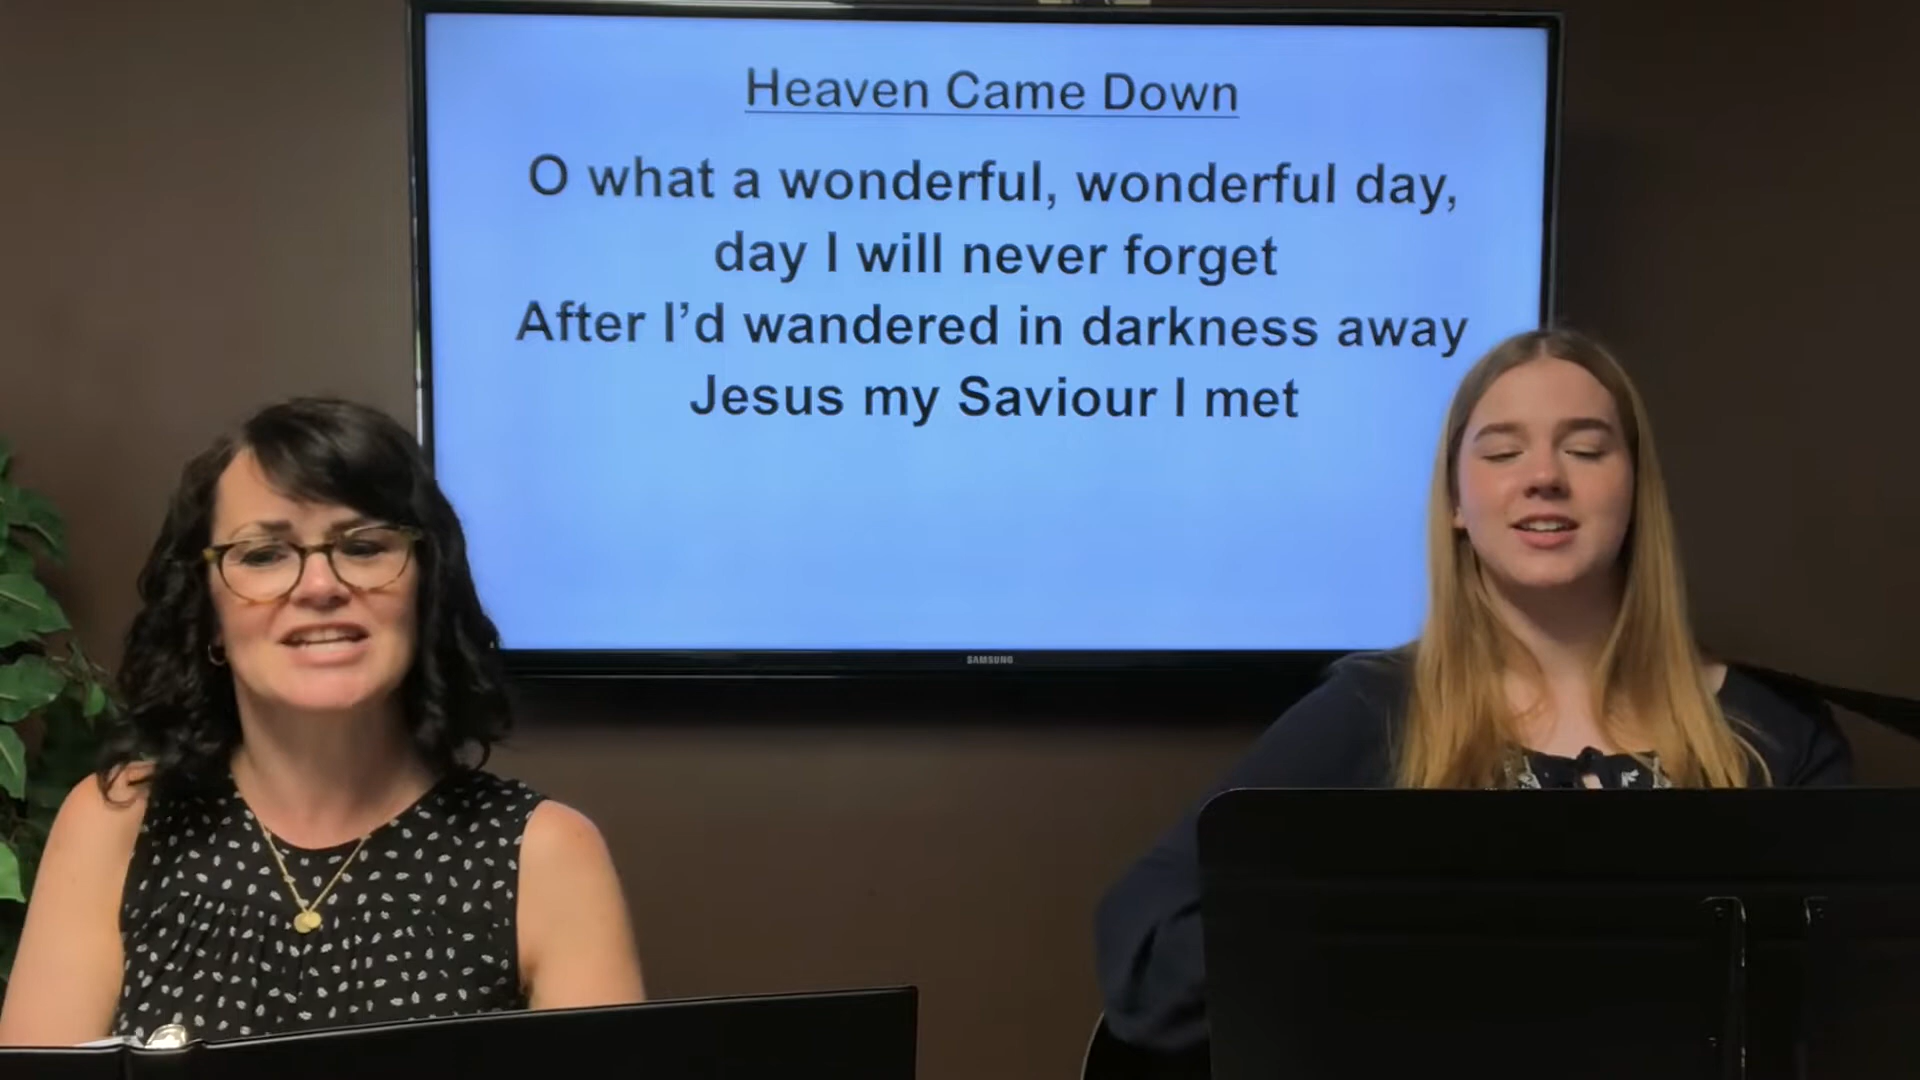 Heaven Came Down
O what a wonderful, wonderful day,
day I will never forget
After I’d wandered in darkness away
Jesus my Saviour I met
SAMSUNG